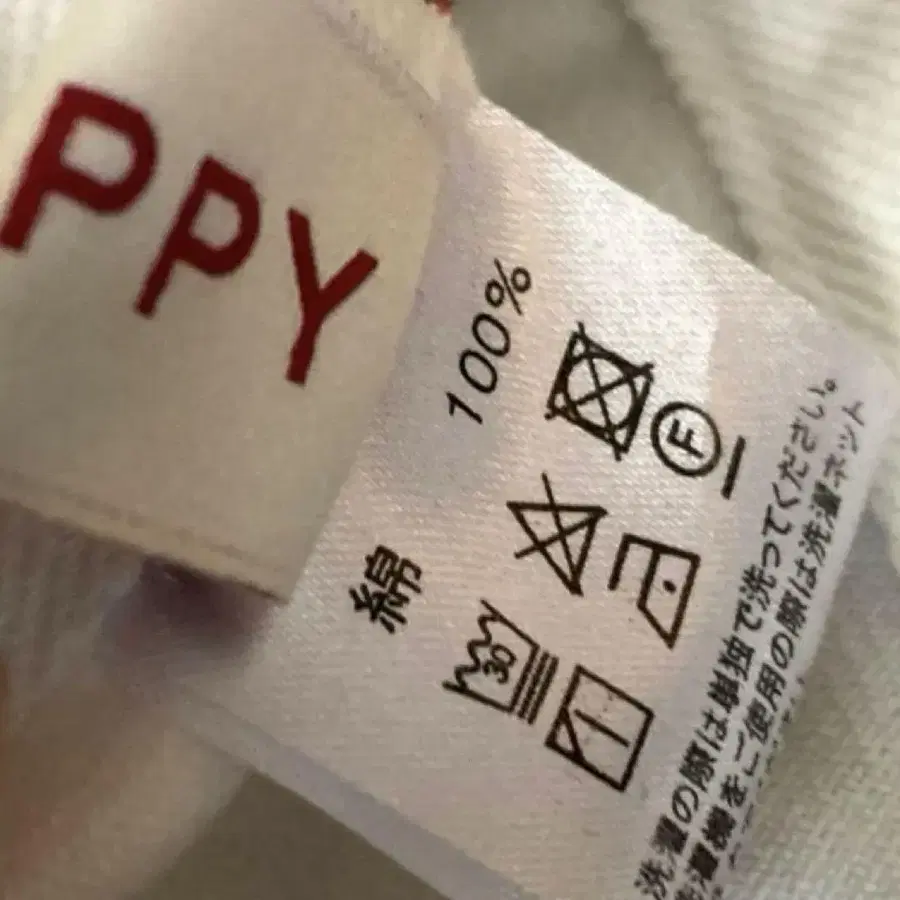 PPY
綿 100%
30
F
洗濯の際は単独で洗ってください。
洗濯機をご使用の際は洗濯ネット